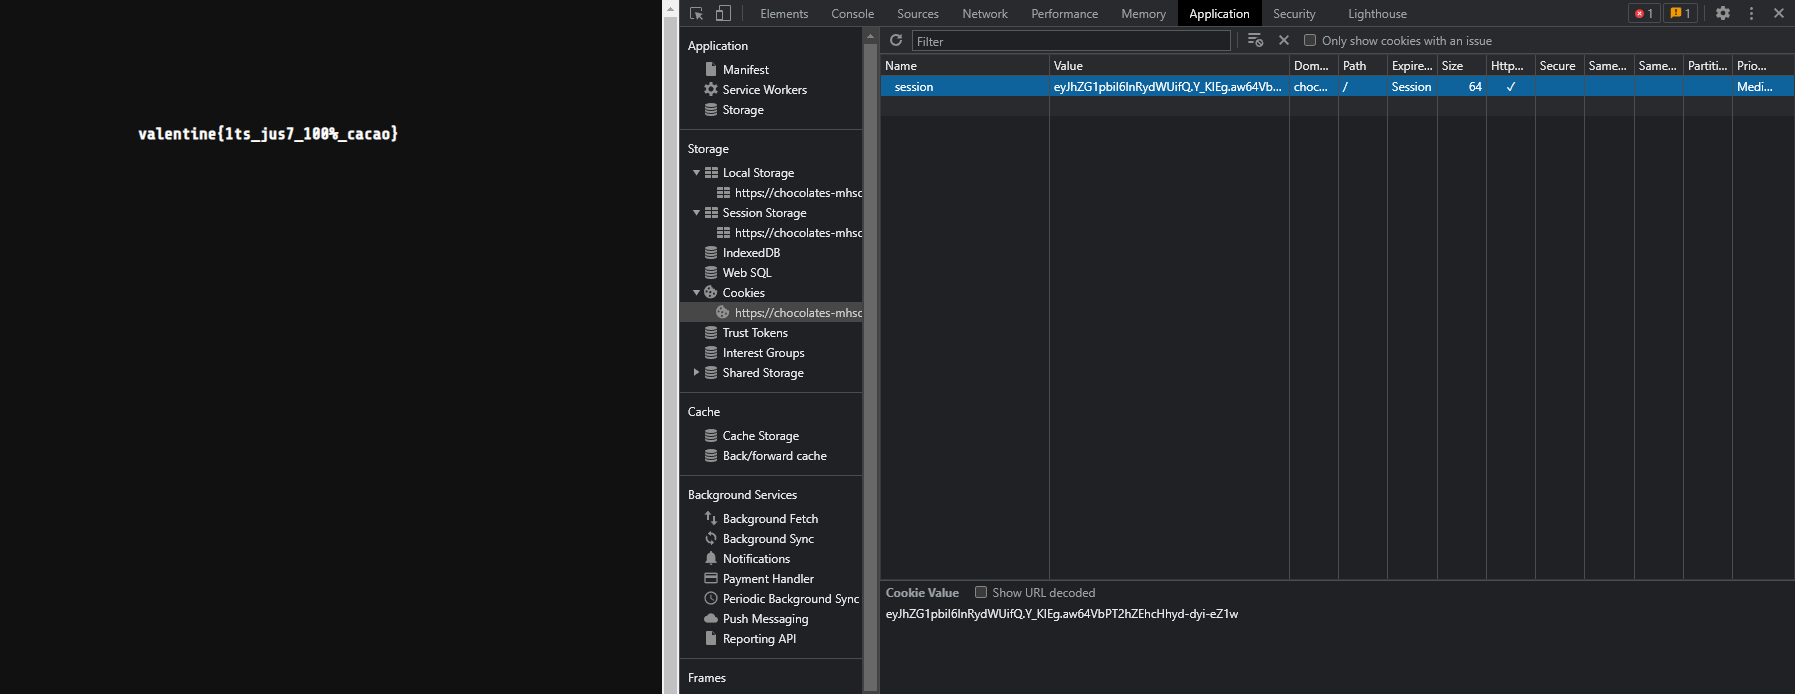 valentine{1ts_jus7_100%_cacao}
Elements Console Sources Network Performance Memory Application Security Lighthouse 1 1
Application
Manifest
Service Workers
Storage
Storage
Local Storage
https://chocolates-mhsc
Session Storage
https://chocolates-mhsc
IndexedDB
Web SQL
Cookies
https://chocolates-mhsc
Trust Tokens
Interest Groups
Shared Storage
Cache
Cache Storage
Back/forward cache
Background Services
Background Fetch
Background Sync
Notifications
Payment Handler
Periodic Background Sync
Push Messaging
Reporting API
Frames
Filter Only show cookies with an issue
Name Value Dom... Path Expire... Size Http... Secure Same... Same... Partiti... Prio...
session eyJhZG1pbiI6InRydWUifQ.Y_KIEg.aw64Vb... choc... / Session 64 ✓ Medi...
Cookie Value Show URL decoded
eyJhZG1pbiI6InRydWUifQ.Y_KIEg.aw64VbPT2hZEhcHhyd-dyi-eZ1w